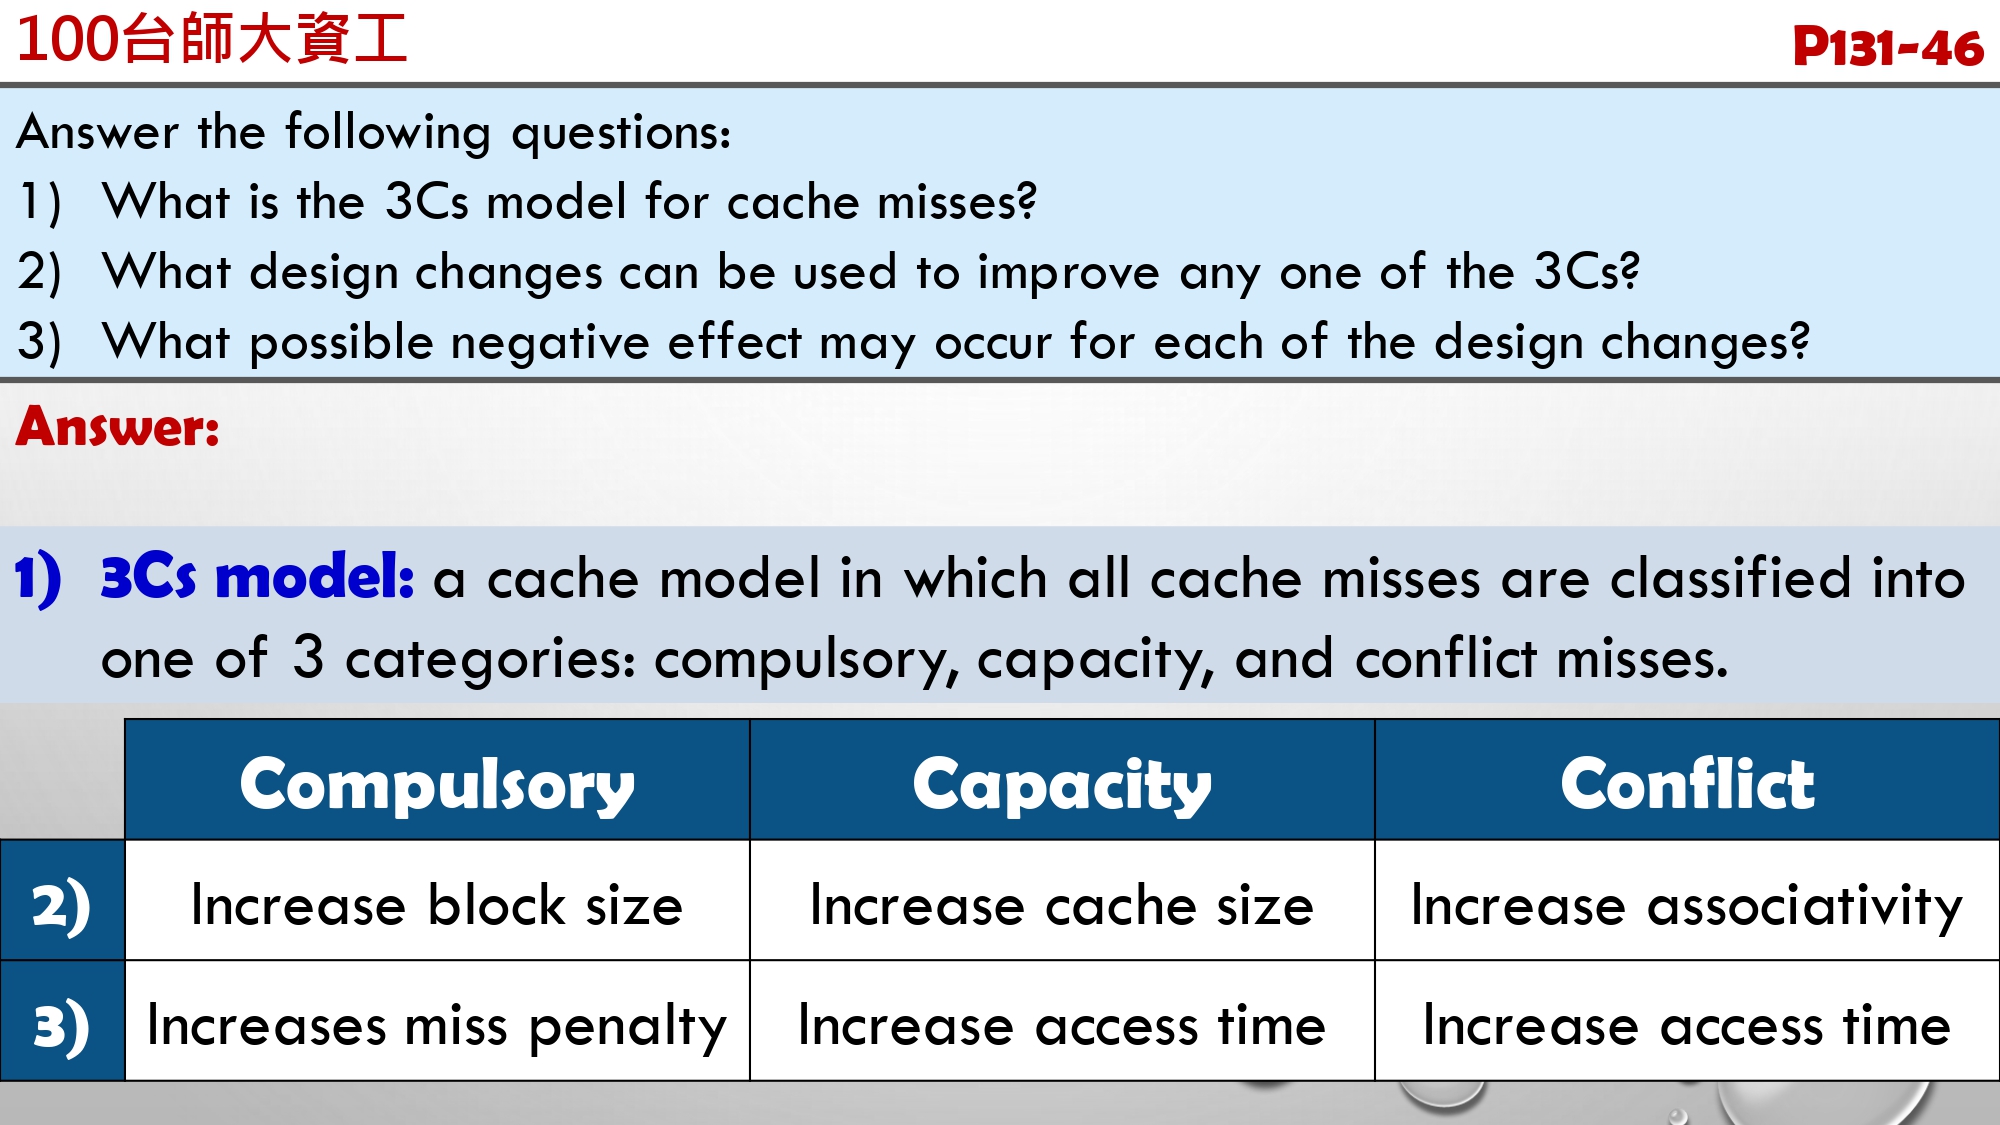 100台師大資工
P131-46
Answer the following questions:
1) What is the 3Cs model for cache misses?
2) What design changes can be used to improve any one of the 3Cs?
3) What possible negative effect may occur for each of the design changes?
Answer:
1) 3Cs model: a cache model in which all cache misses are classified into
one of 3 categories: compulsory, capacity, and conflict misses.
Compulsory Capacity Conflict
2) Increase block size Increase cache size Increase associativity
3) Increases miss penalty Increase access time Increase access time